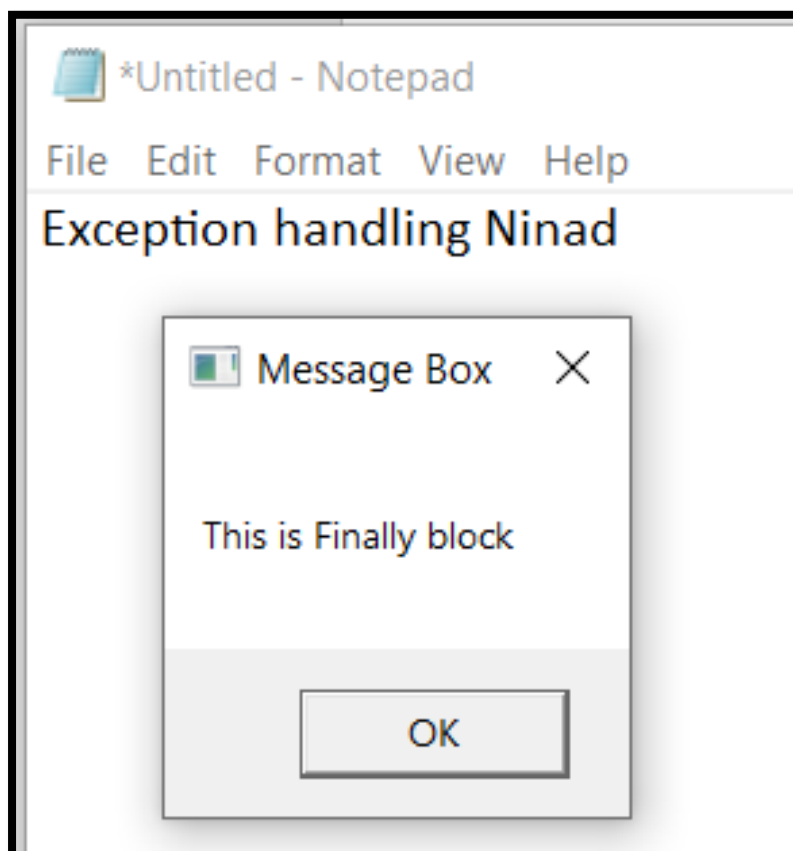 *Untitled - Notepad
File Edit Format View Help
Exception handling Ninad
Message Box
This is Finally block
OK